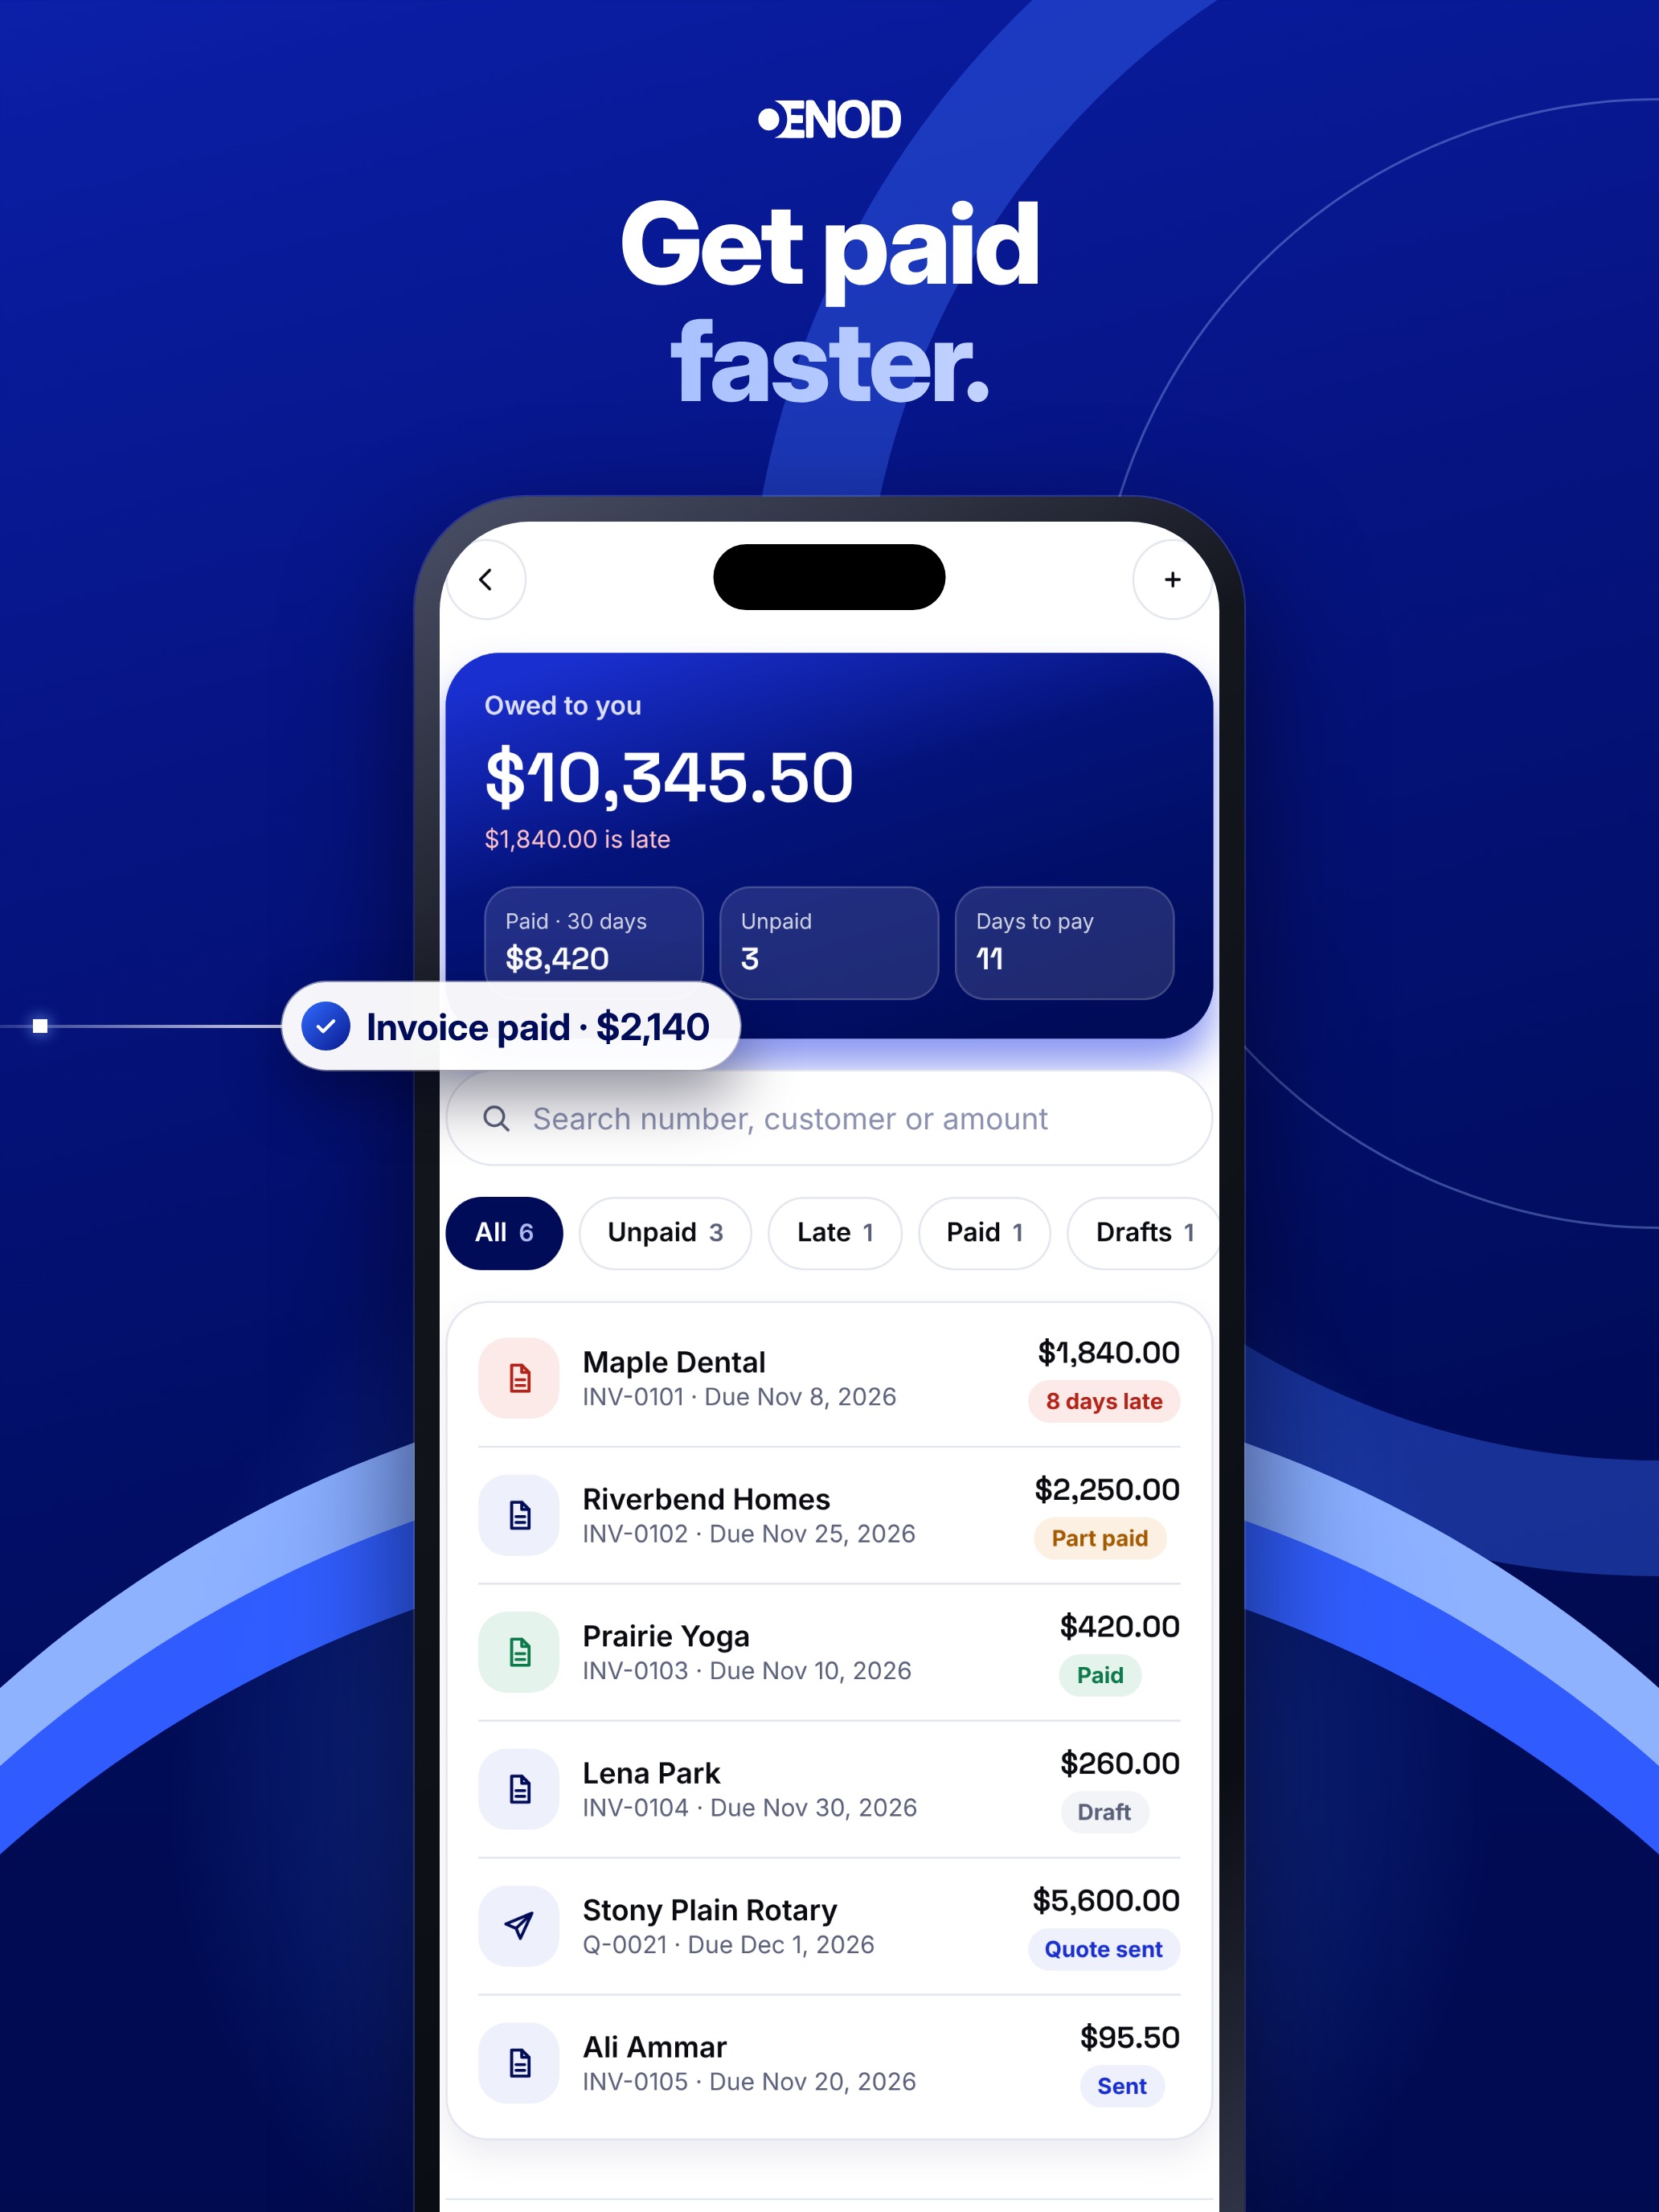 ENOD
Get paid
faster.
Owed to you
$10,345.50
$1,840.00 is late
Paid · 30 days
$8,420
Unpaid
3
Days to pay
11
Invoice paid · $2,140
Search number, customer or amount
All 6
Unpaid 3
Late 1
Paid 1
Drafts 1
Maple Dental
$1,840.00
INV-0101 · Due Nov 8, 2026
8 days late
Riverbend Homes
$2,250.00
INV-0102 · Due Nov 25, 2026
Part paid
Prairie Yoga
$420.00
INV-0103 · Due Nov 10, 2026
Paid
Lena Park
$260.00
INV-0104 · Due Nov 30, 2026
Draft
Stony Plain Rotary
$5,600.00
Q-0021 · Due Dec 1, 2026
Quote sent
Ali Ammar
$95.50
INV-0105 · Due Nov 20, 2026
Sent